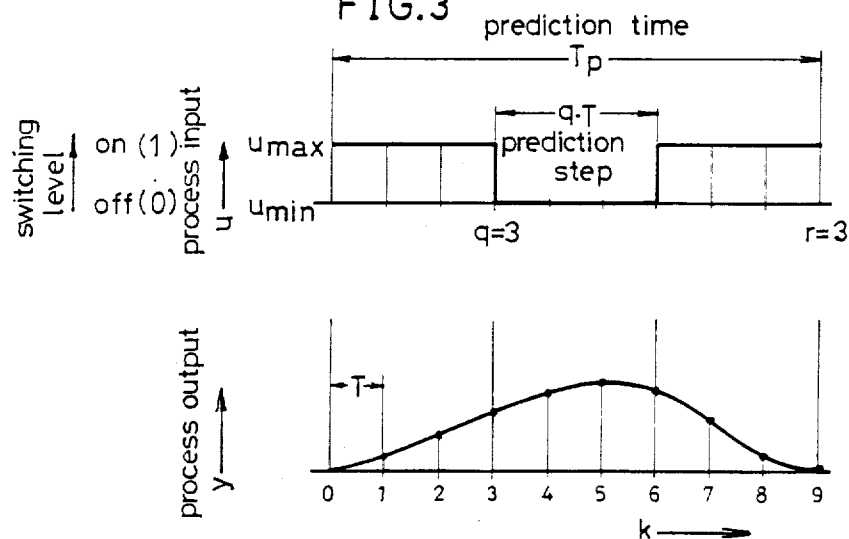 FIG.3
prediction time
Tp
switching level
on (1)
off(0)
process input
u
umax
umin
q·T
prediction
step
q=3
r=3
process output
y
T
0 1 2 3 4 5 6 7 8 9
k